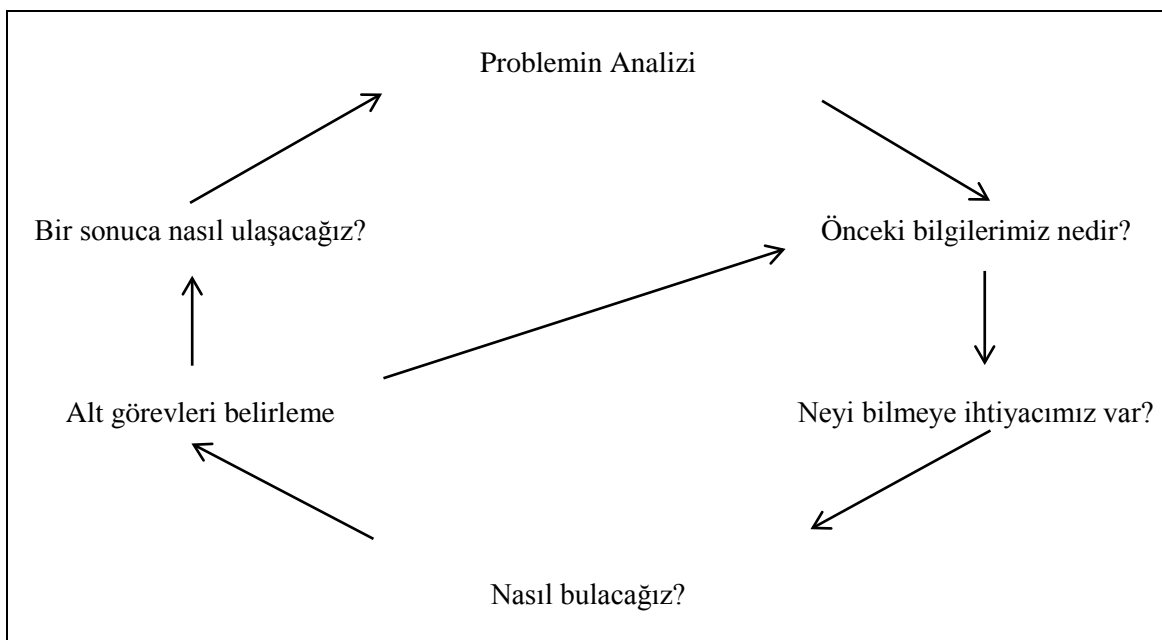 Problemin Analizi
Bir sonuca nasıl ulaşacağız?
Önceki bilgilerimiz nedir?
Alt görevleri belirleme
Neyi bilmeye ihtiyacımız var?
Nasıl bulacağız?